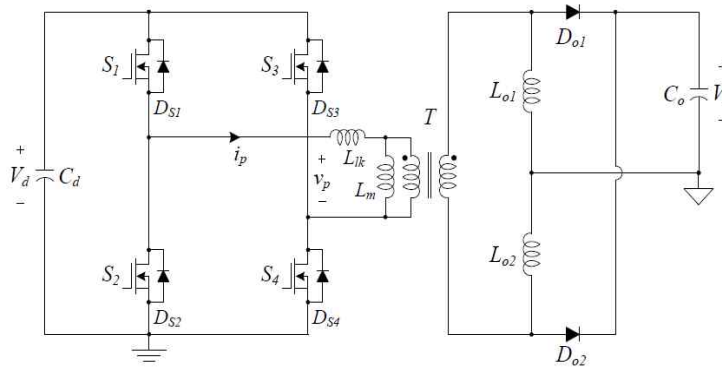 S1
DS1
S3
DS3
Do1
Lo1
Co
V
+
−
T
+
Vd
−
Cd
ip
+
vp
−
Llk
Lm
S2
DS2
S4
DS4
Lo2
Do2